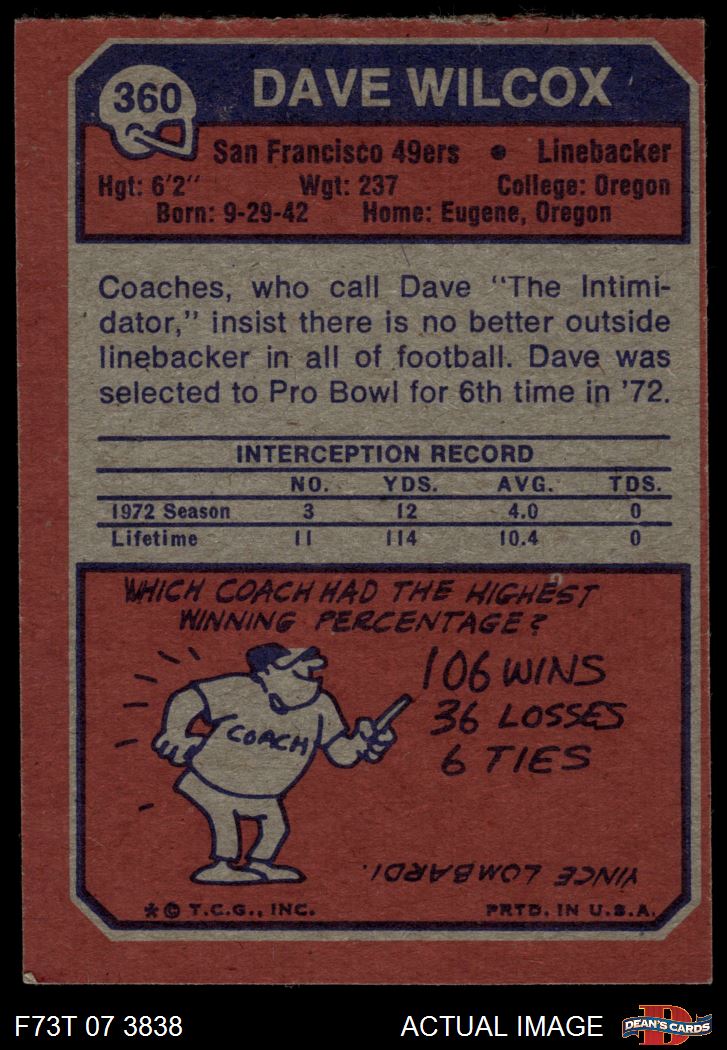 360
DAVE WILCOX
San Francisco 49ers • Linebacker
Hgt: 6'2" Wgt: 237 College: Oregon
Born: 9-29-42 Home: Eugene, Oregon
Coaches, who call Dave "The Intimi-
dator," insist there is no better outside
linebacker in all of football. Dave was
selected to Pro Bowl for 6th time in '72.
INTERCEPTION RECORD
NO. YDS. AVG. TDS.
1972 Season 3 12 4.0 0
Lifetime 11 114 10.4 0
WHICH COACH HAD THE HIGHEST
WINNING PERCENTAGE?
106 WINS
36 LOSSES
6 TIES
COACH
VINCE LOMBARDI.
* © T.C.G., INC. PRTD. IN U.S.A.
F73T 07 3838 ACTUAL IMAGE
D
DEAN'S CARDS